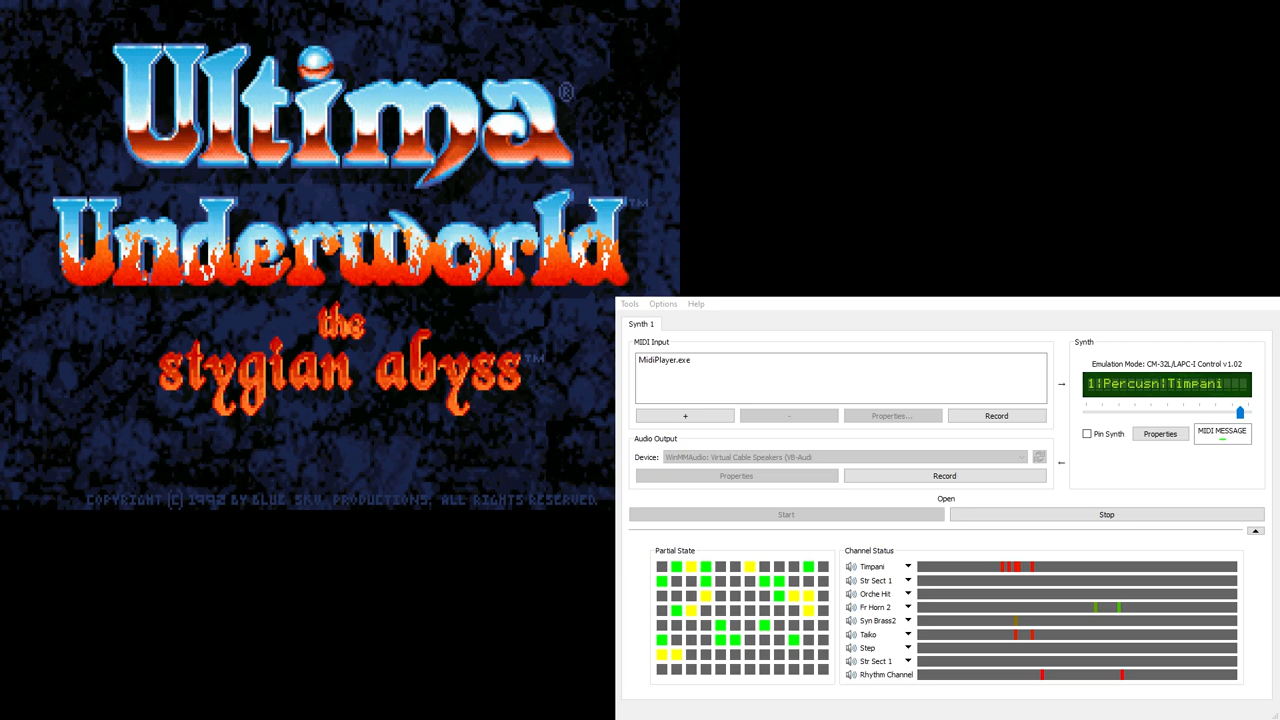 Ultima®
Underworld™
the
stygian abyss™
COPYRIGHT (C) 1992 BY BLUE SKY PRODUCTIONS. ALL RIGHTS RESERVED.
Tools Options Help
Synth 1
MIDI Input
MidiPlayer.exe
+ - Properties... Record
Audio Output
Device: WinMMAudio: Virtual Cable Speakers (VB-Audi
Properties Record
Synth
Emulation Mode: CM-32L/LAPC-I Control v1.02
1|Percusn|Timpani
Pin Synth Properties MIDI MESSAGE
Open
Start Stop
Partial State
Channel Status
Timpani
Str Sect 1
Orche Hit
Fr Horn 2
Syn Brass2
Taiko
Step
Str Sect 1
Rhythm Channel